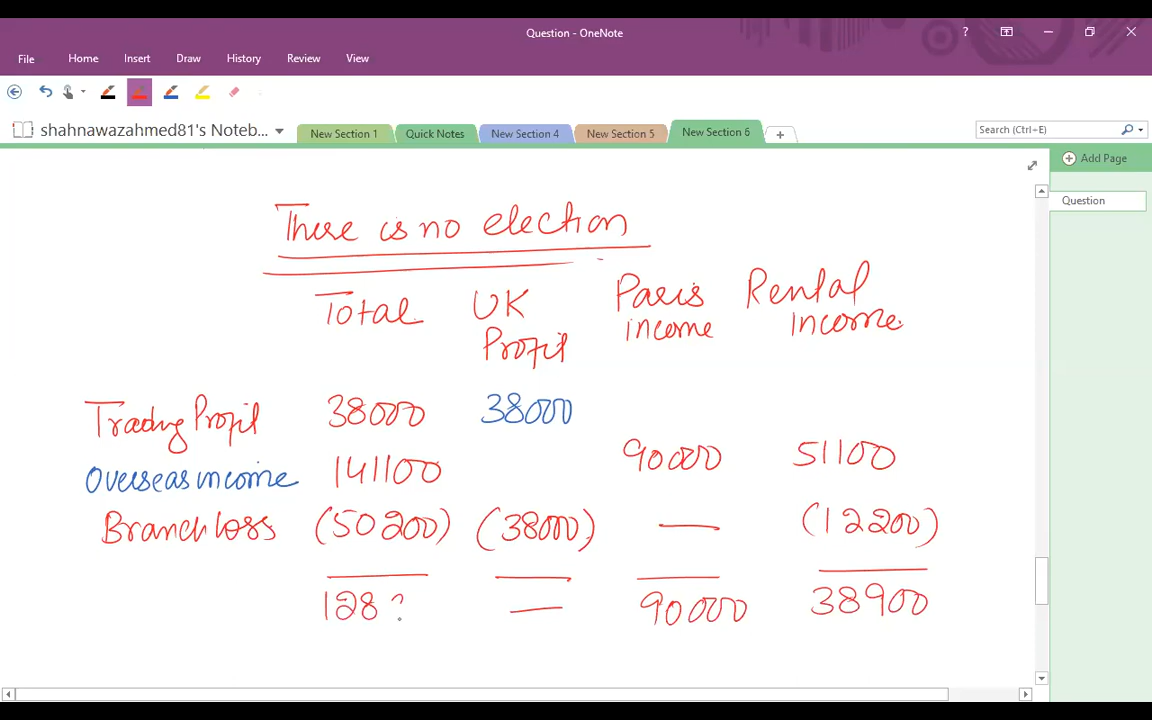 Question - OneNote
?
File Home Insert Draw History Review View
shahnawazahmed81's Noteb... New Section 1 Quick Notes New Section 4 New Section 5 New Section 6
Search (Ctrl+E)
Add Page
Question
There is no election
Total UK Profit Paris income Rental income
Trading Profit 38000 38000
Overseas income 141100 90000 51100
Branch loss (50200) (38000) — (12200)
128 — 90000 38900